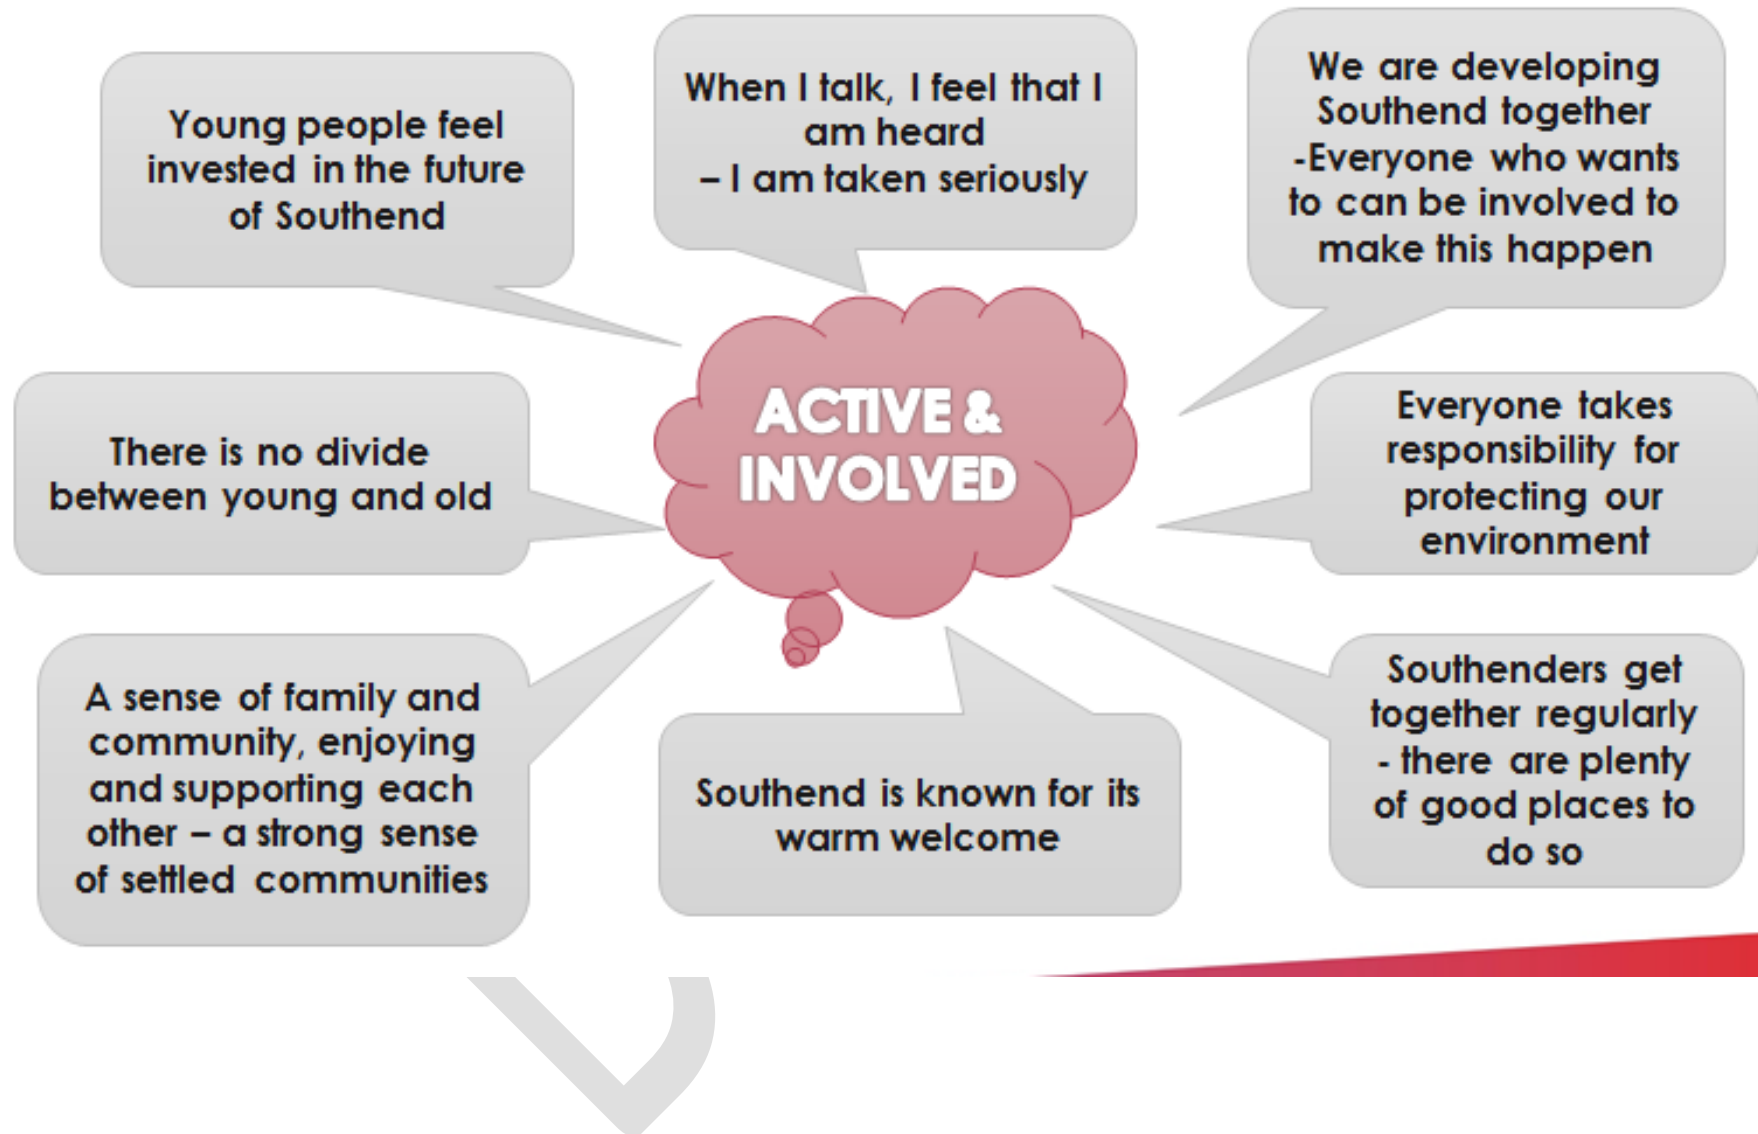 Young people feel
invested in the future
of Southend
When I talk, I feel that I
am heard
– I am taken seriously
We are developing
Southend together
-Everyone who wants
to can be involved to
make this happen
There is no divide
between young and old
ACTIVE &
INVOLVED
Everyone takes
responsibility for
protecting our
environment
A sense of family and
community, enjoying
and supporting each
other – a strong sense
of settled communities
Southend is known for its
warm welcome
Southenders get
together regularly
- there are plenty
of good places to
do so